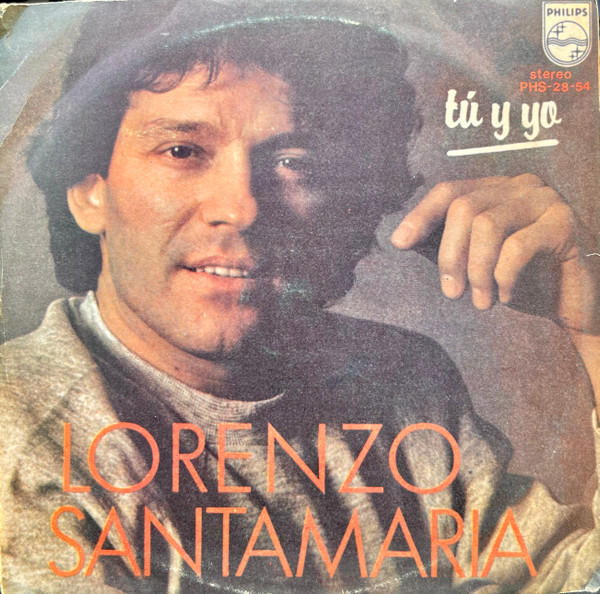 PHILIPS
stereo
PHS-28-54
tú y yo
LORENZO
SANTAMARIA